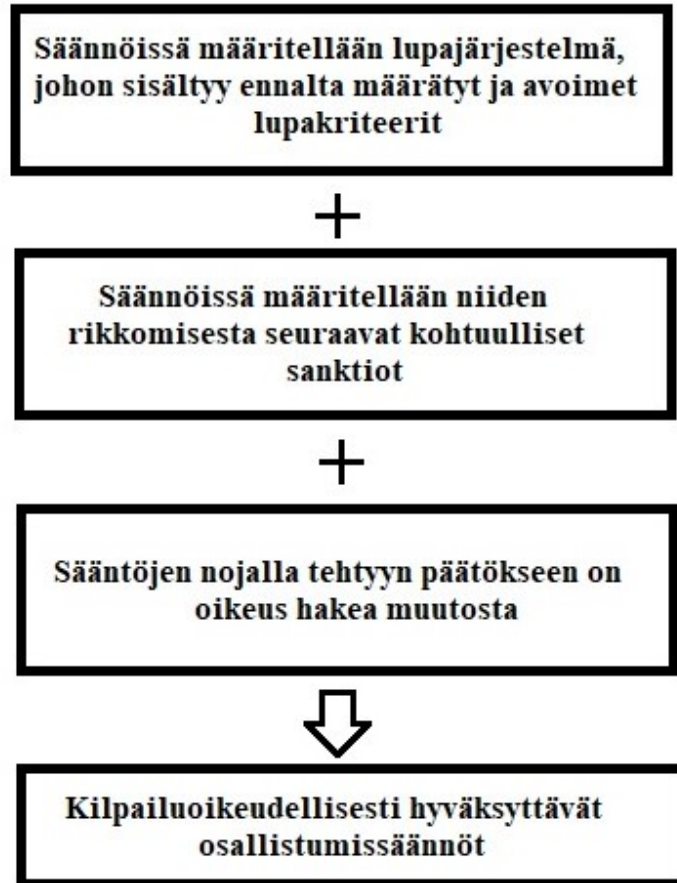 Säännöissä määritellään lupajärjestelmä,
johon sisältyy ennalta määrätyt ja avoimet
lupakriteerit
+
Säännöissä määritellään niiden
rikkomisesta seuraavat kohtuulliset
sanktiot
+
Sääntöjen nojalla tehtyyn päätökseen on
oikeus hakea muutosta
Kilpailuoikeudellisesti hyväksyttävät
osallistumissäännöt